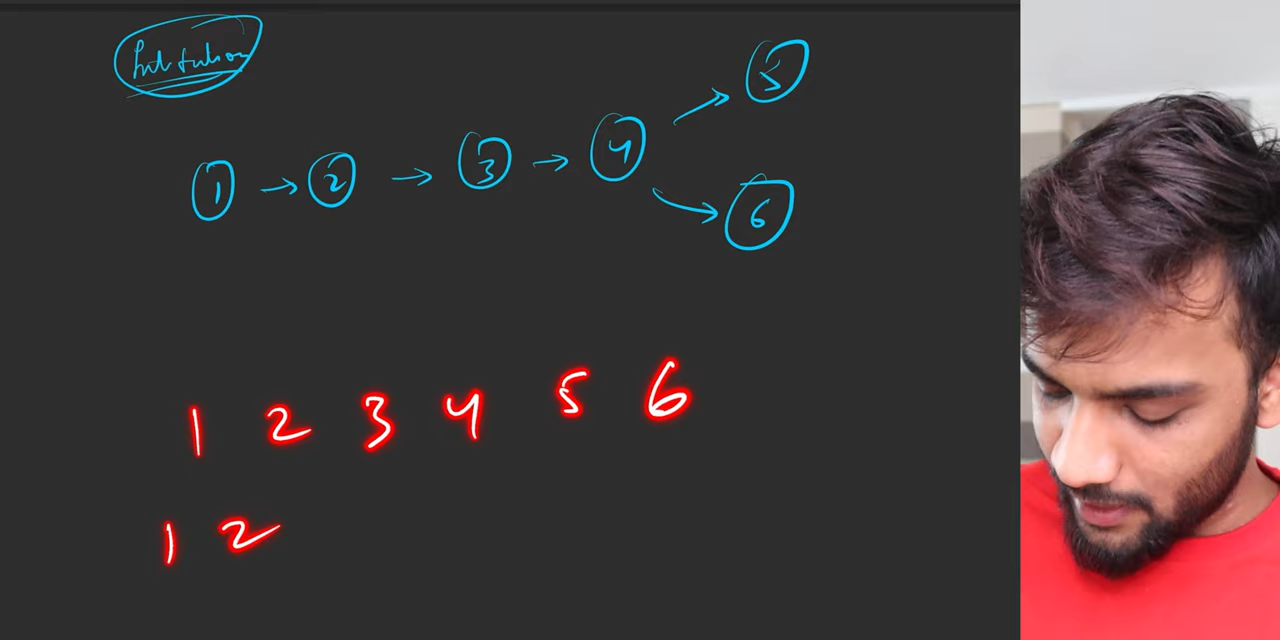 Intuition
1 → 2 → 3 → 4 → 5
→ 6
1 2 3 4 5 6
1 2